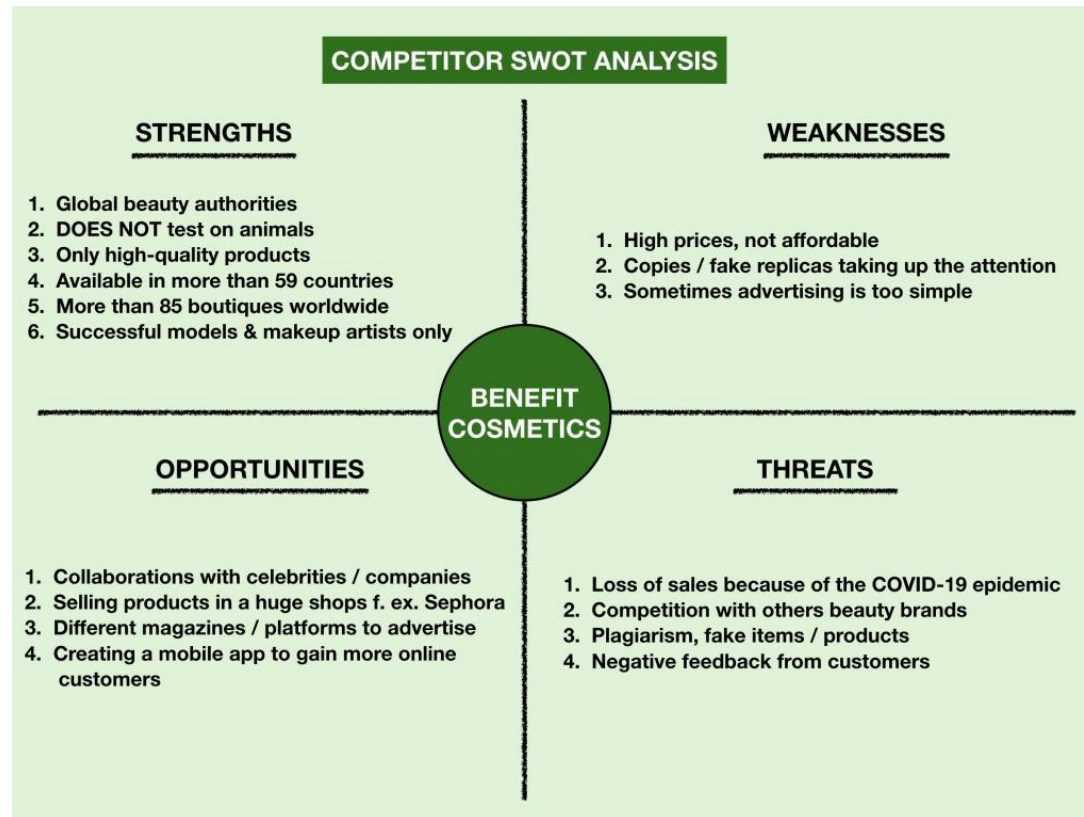 COMPETITOR SWOT ANALYSIS
STRENGTHS
1. Global beauty authorities
2. DOES NOT test on animals
3. Only high-quality products
4. Available in more than 59 countries
5. More than 85 boutiques worldwide
6. Successful models & makeup artists only
WEAKNESSES
1. High prices, not affordable
2. Copies / fake replicas taking up the attention
3. Sometimes advertising is too simple
BENEFIT
COSMETICS
OPPORTUNITIES
1. Collaborations with celebrities / companies
2. Selling products in a huge shops f. ex. Sephora
3. Different magazines / platforms to advertise
4. Creating a mobile app to gain more online
customers
THREATS
1. Loss of sales because of the COVID-19 epidemic
2. Competition with others beauty brands
3. Plagiarism, fake items / products
4. Negative feedback from customers